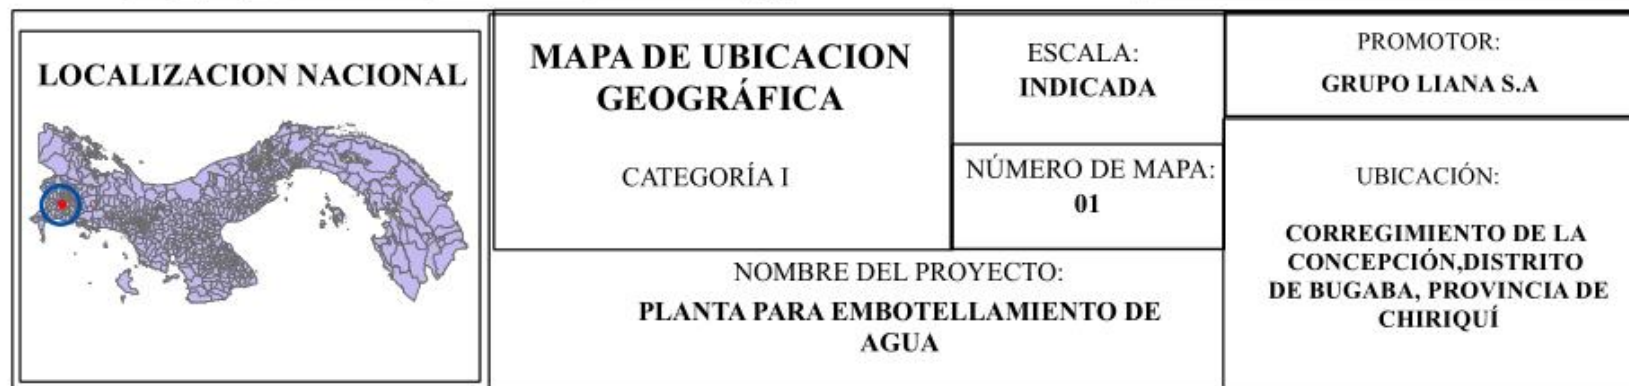 LOCALIZACION NACIONAL
MAPA DE UBICACION
GEOGRÁFICA
CATEGORÍA I
ESCALA:
INDICADA
NÚMERO DE MAPA:
01
PROMOTOR:
GRUPO LIANA S.A
UBICACIÓN:
CORREGIMIENTO DE LA
CONCEPCIÓN,DISTRITO
DE BUGABA, PROVINCIA DE
CHIRIQUÍ
NOMBRE DEL PROYECTO:
PLANTA PARA EMBOTELLAMIENTO DE
AGUA